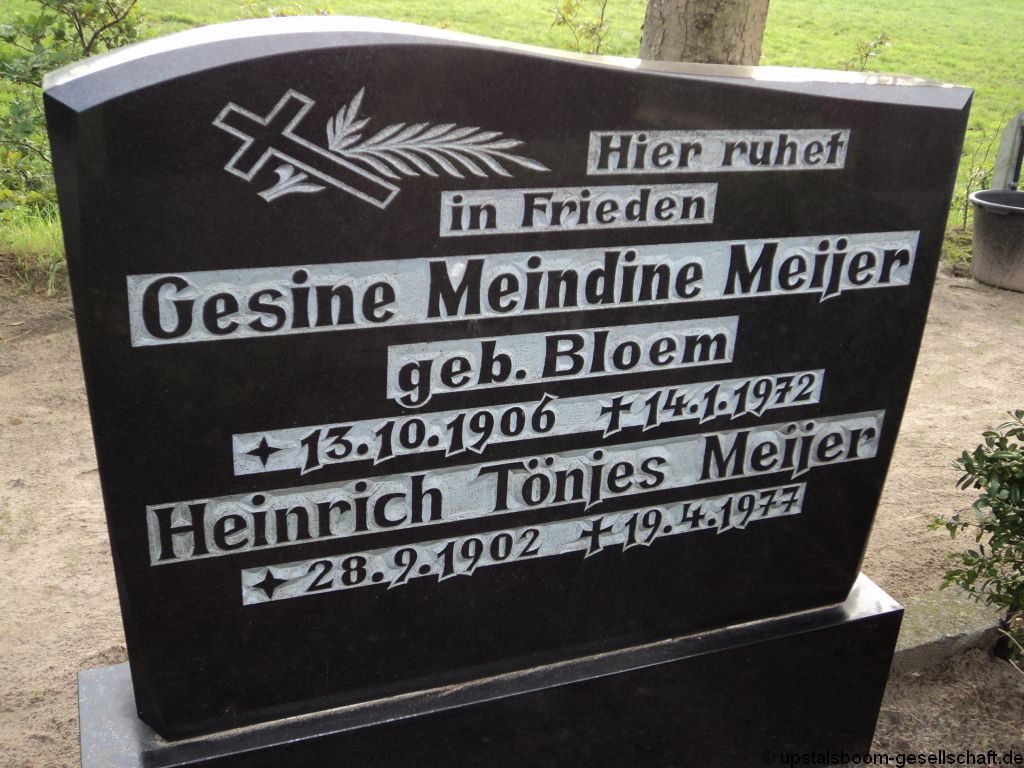 Hier ruhet
in Frieden
Gesine Meindine Meijer
geb. Bloem
✦ 13.10.1906 ✝ 14.1.1972
Heinrich Tönjes Meijer
✦ 28.9.1902 ✝ 19.4.1977
© upstalsboom-gesellschaft.de